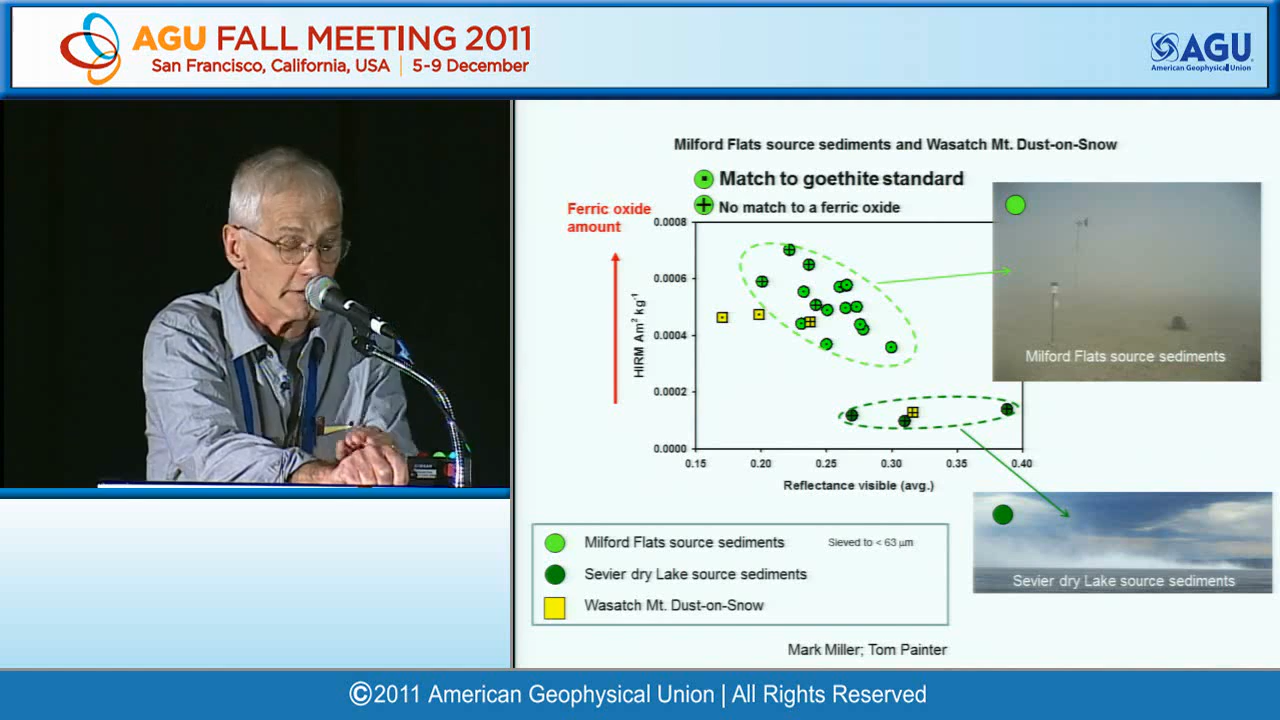 AGU FALL MEETING 2011
San Francisco, California, USA | 5-9 December
AGU
American Geophysical Union
Milford Flats source sediments and Wasatch Mt. Dust-on-Snow
Match to goethite standard
No match to a ferric oxide
Ferric oxide
amount
HIRM Am² kg⁻¹
0.0008
0.0006
0.0004
0.0002
0.0000
0.15
0.20
0.25
0.30
0.35
0.40
Reflectance visible (avg.)
Milford Flats source sediments
Sevier dry Lake source sediments
Milford Flats source sediments
Sieved to < 63 µm
Sevier dry Lake source sediments
Wasatch Mt. Dust-on-Snow
Mark Miller; Tom Painter
©2011 American Geophysical Union | All Rights Reserved